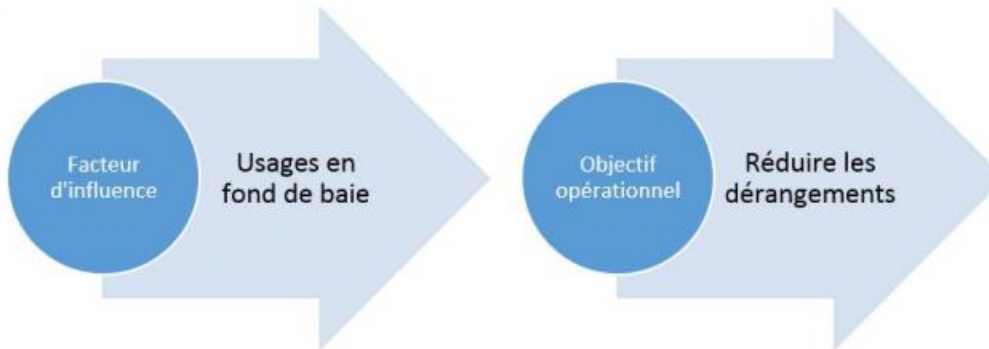 Facteur
d'influence
Usages en
fond de baie
Objectif
opérationnel
Réduire les
dérangements